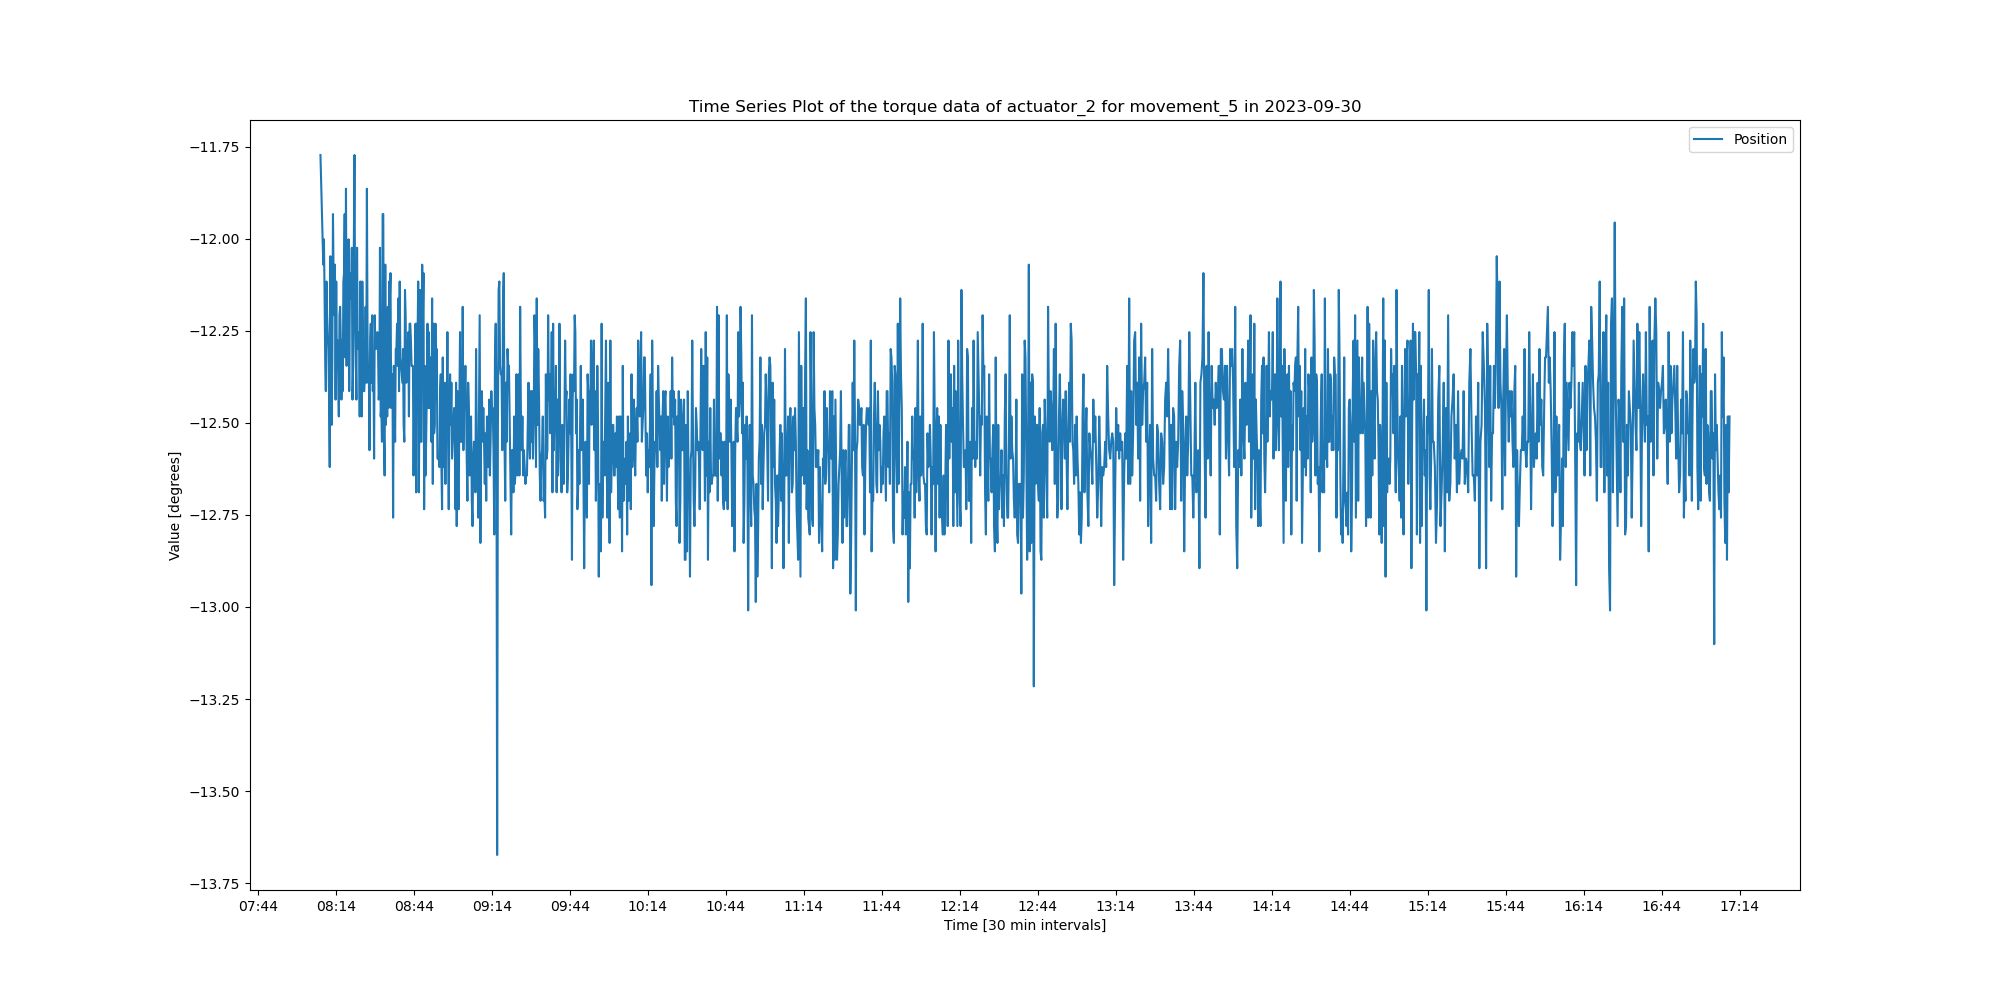 Time Series Plot of the torque data of actuator_2 for movement_5 in 2023-09-30
Position
−11.75
−12.00
−12.25
−12.50
−12.75
−13.00
−13.25
−13.50
−13.75
Value [degrees]
07:44 08:14 08:44 09:14 09:44 10:14 10:44 11:14 11:44 12:14 12:44 13:14 13:44 14:14 14:44 15:14 15:44 16:14 16:44 17:14
Time [30 min intervals]